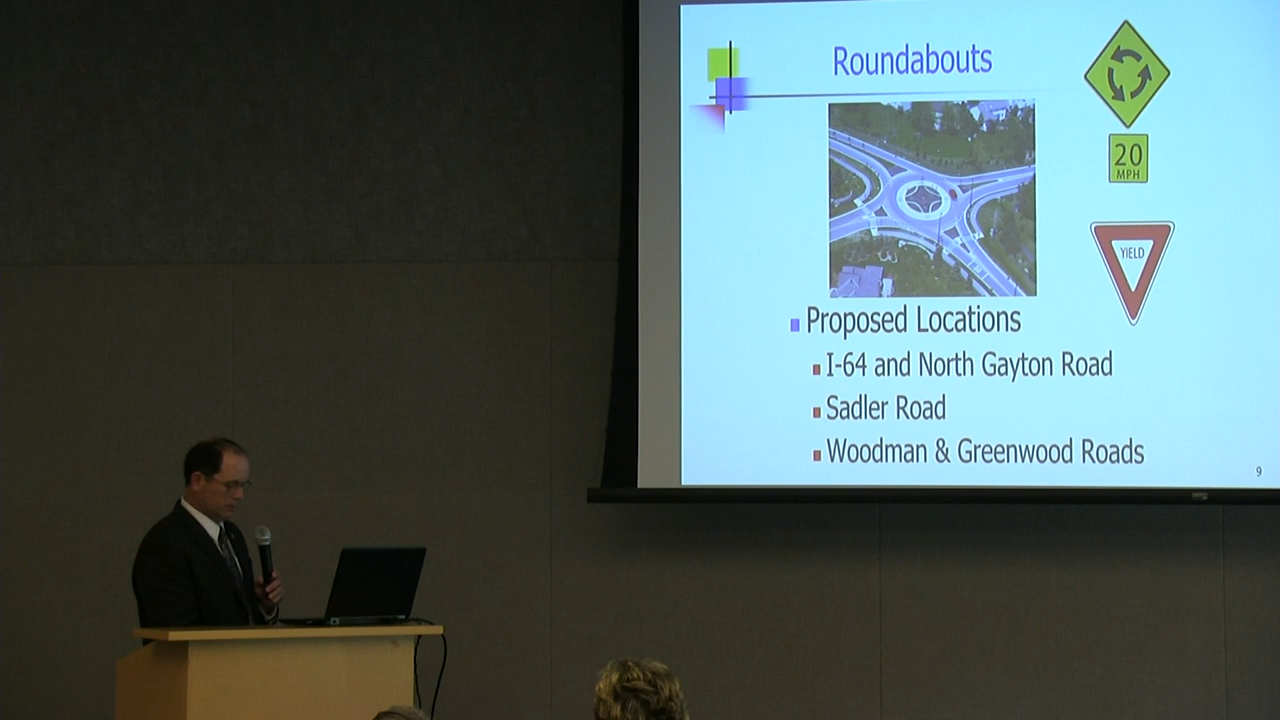 Roundabouts
20
MPH
YIELD
Proposed Locations
I-64 and North Gayton Road
Sadler Road
Woodman & Greenwood Roads
9